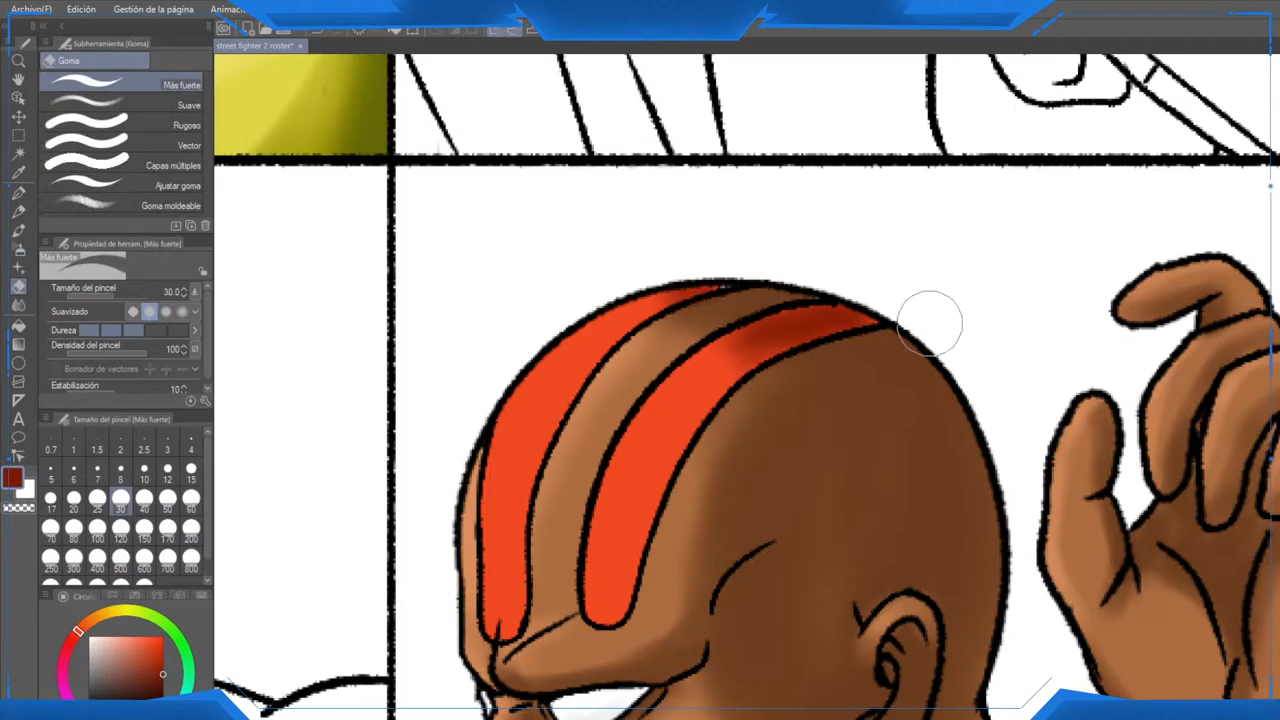 Archivo(F) Edición Gestión de la página Animació
Subherramienta (Goma)
street fighter 2 roster*
Goma
Más fuerte
Suave
Rugoso
Vector
Capas múltiples
Ajustar goma
Goma moldeable
Propiedad de herram. [Más fuerte]
Más fuerte
Tamaño del pincel 30.0
Suavizado
Dureza
Densidad del pincel 100
Borrador de vectores
Estabilización 10
Tamaño del pincel [Más fuerte]
0.7 1 1.5 2 2.5 3 4
5 6 7 8 10 12 15
17 20 25 30 40 50 60
70 80 100 120 150 170 200
250 300 400 500 600 700 800
Círculo